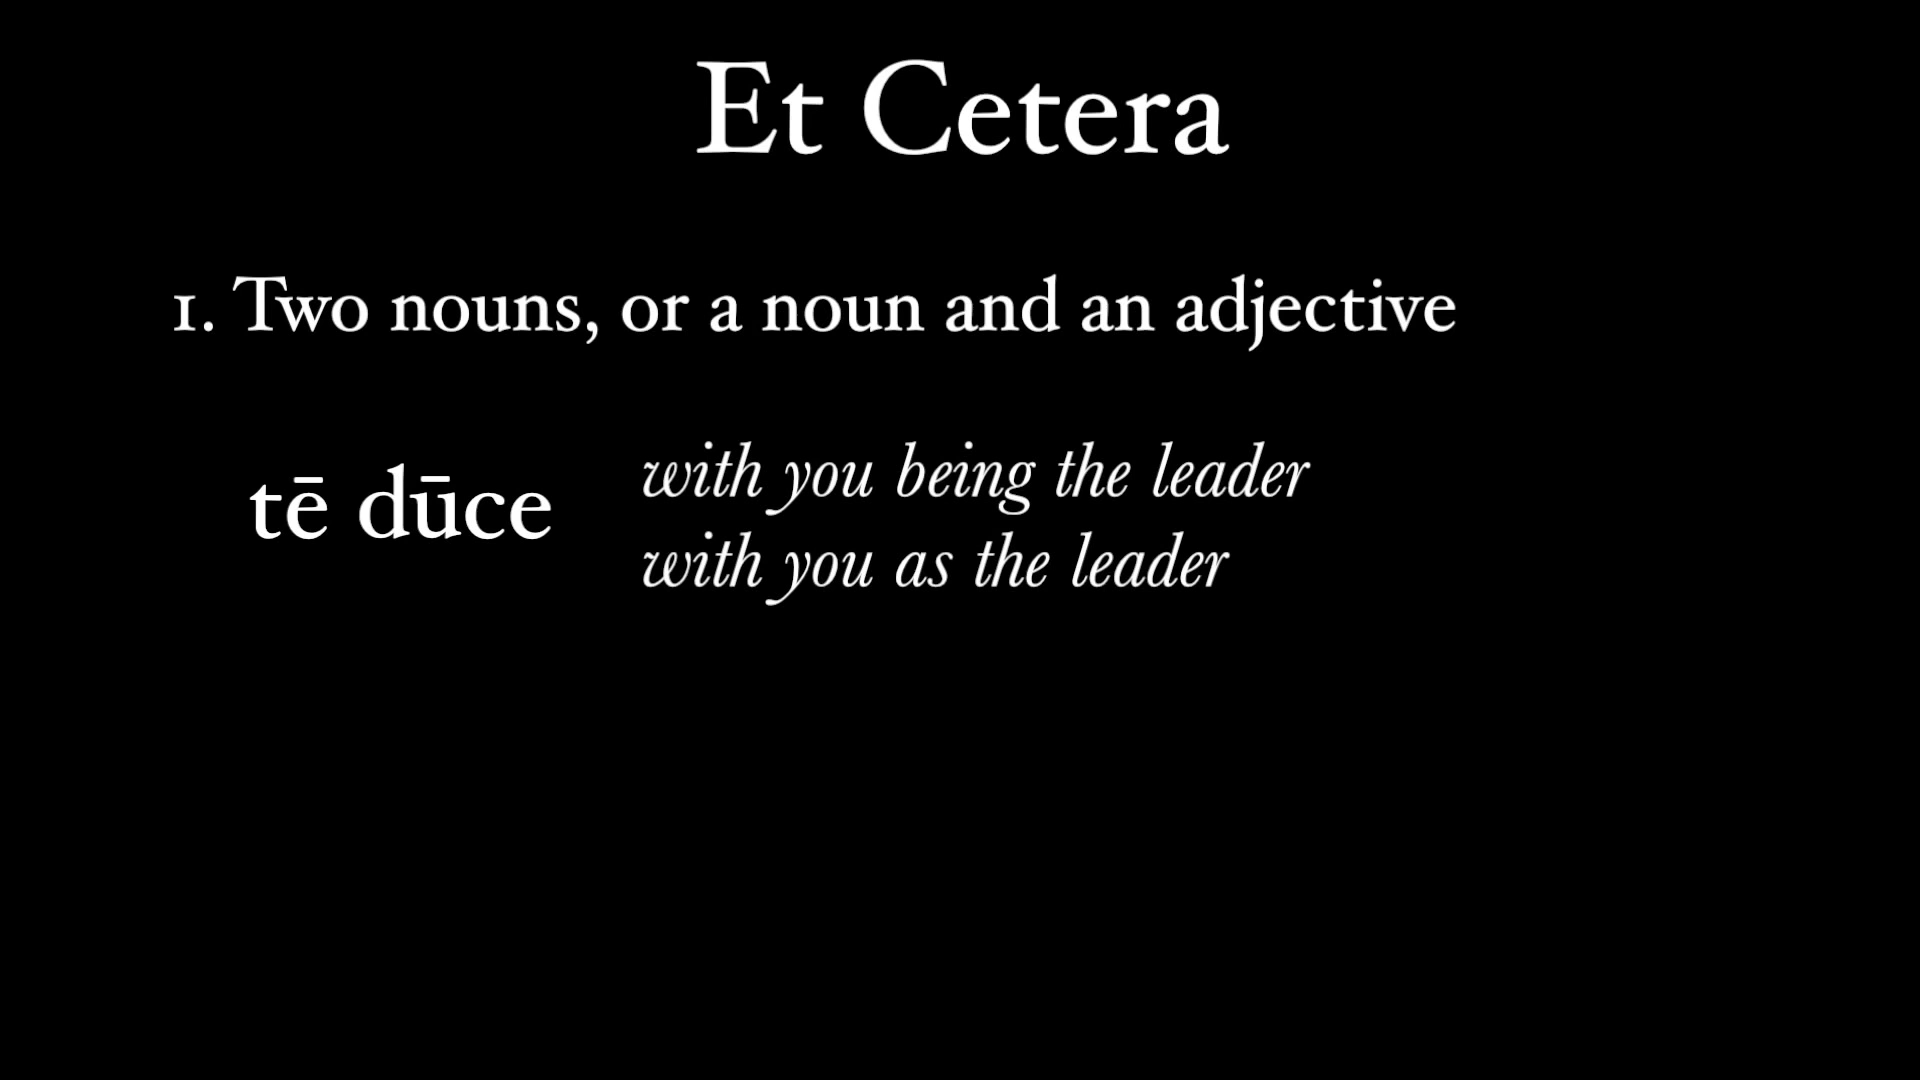 Et Cetera
1. Two nouns, or a noun and an adjective
tē dūce
with you being the leader
with you as the leader